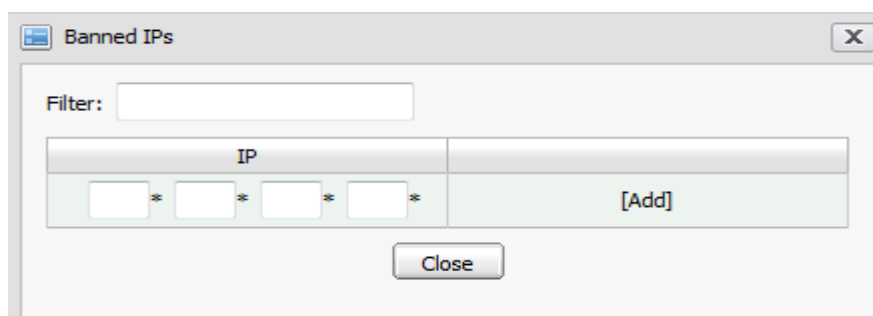 Banned IPs
Filter:
IP
* * * * [Add]
Close